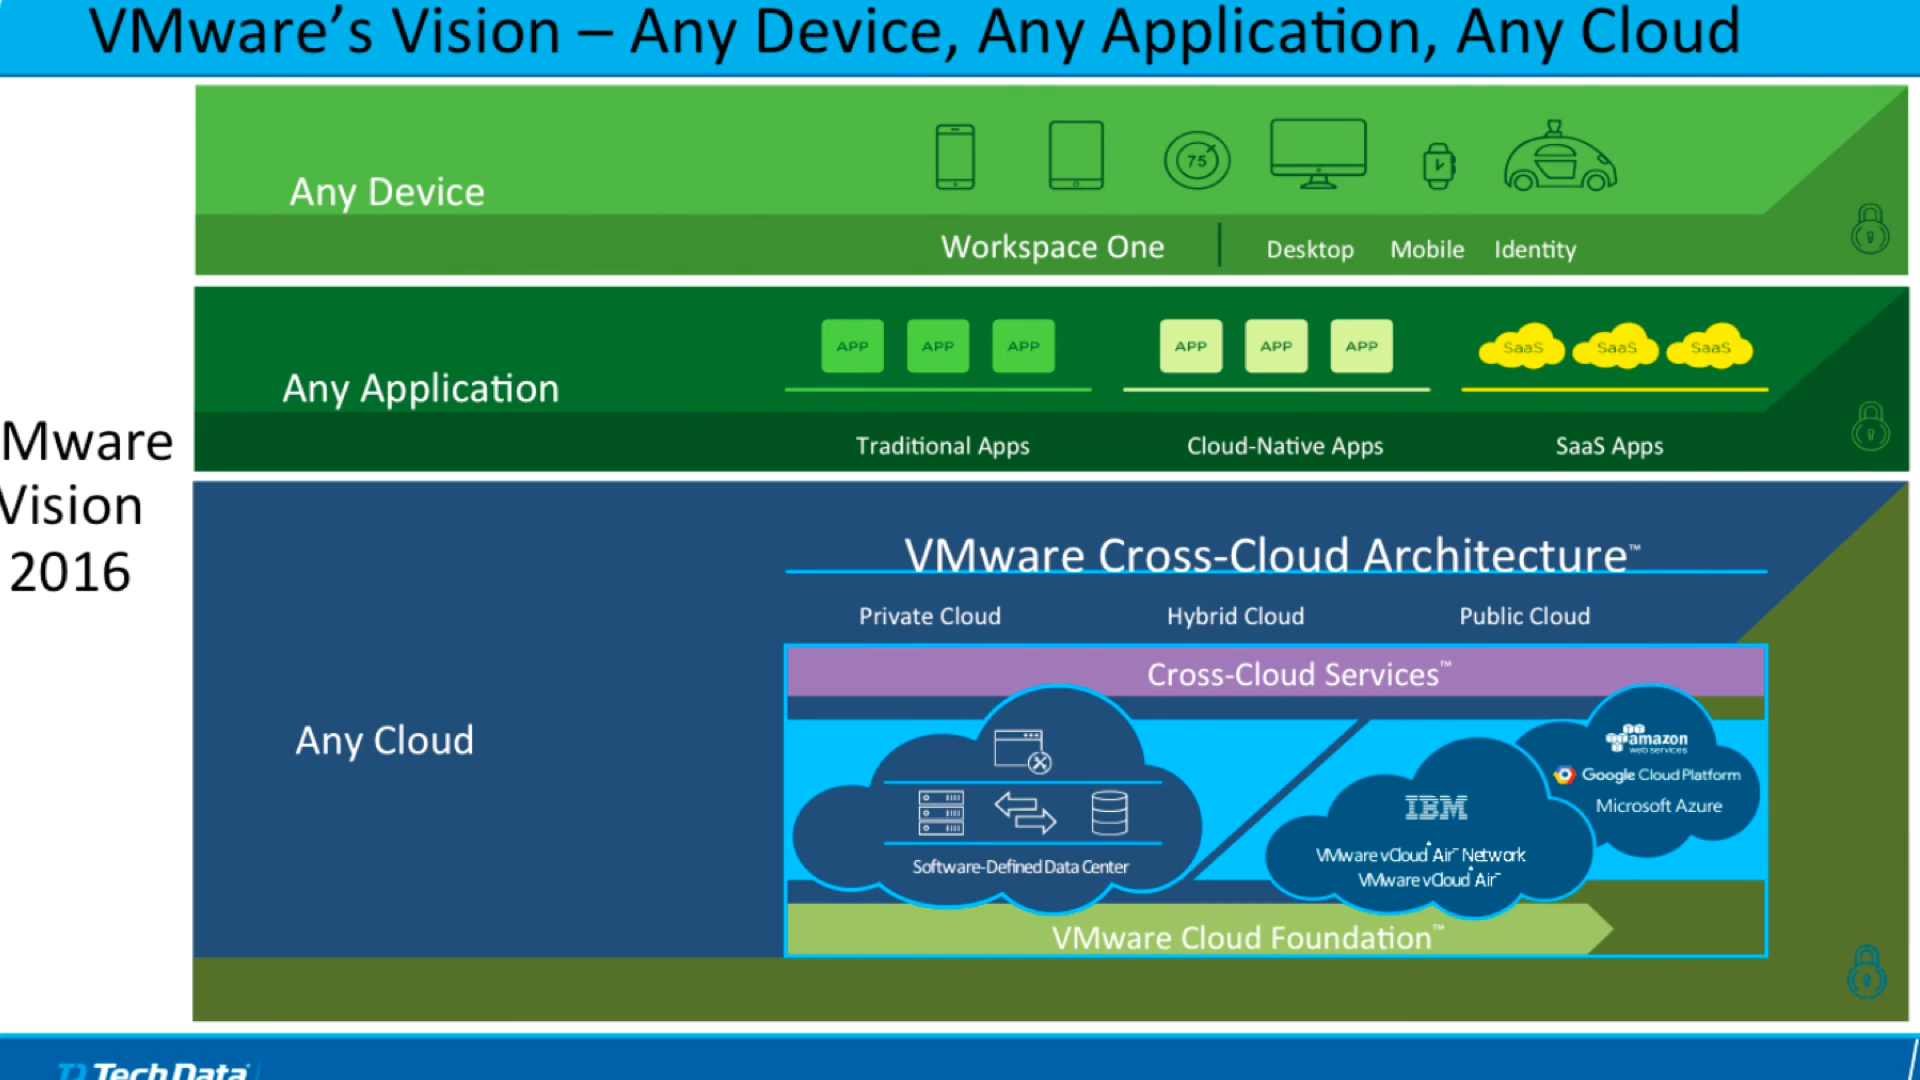 VMware's Vision – Any Device, Any Application, Any Cloud
75
Any Device
Workspace One
Desktop Mobile Identity
APP APP APP APP APP APP SaaS SaaS SaaS
Any Application
Traditional Apps Cloud-Native Apps SaaS Apps
Mware
Vision
2016
VMware Cross-Cloud Architecture™
Private Cloud Hybrid Cloud Public Cloud
Cross-Cloud Services™
Any Cloud
amazon
web services
Google Cloud Platform
Microsoft Azure
IBM
VMware vCloud Air™ Network
VMware vCloud Air™
Software-Defined Data Center
VMware Cloud Foundation™
Tech Data